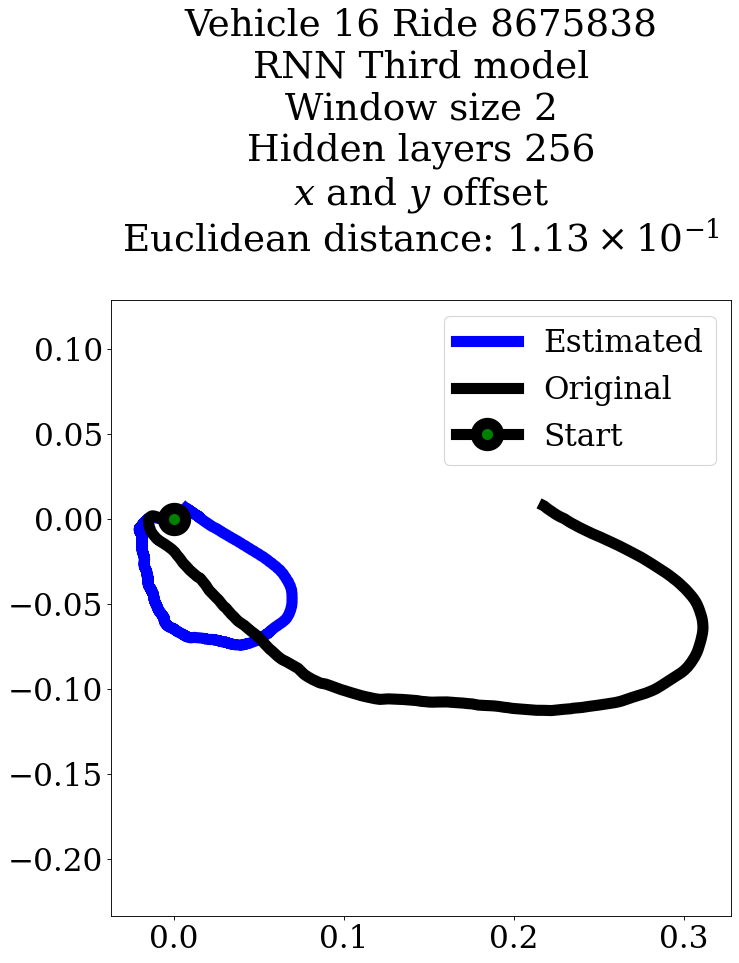 Vehicle 16 Ride 8675838
RNN Third model
Window size 2
Hidden layers 256
x and y offset
Euclidean distance: 1.13 × 10⁻¹
Estimated
Original
Start
0.10
0.05
0.00
−0.05
−0.10
−0.15
−0.20
0.0 0.1 0.2 0.3